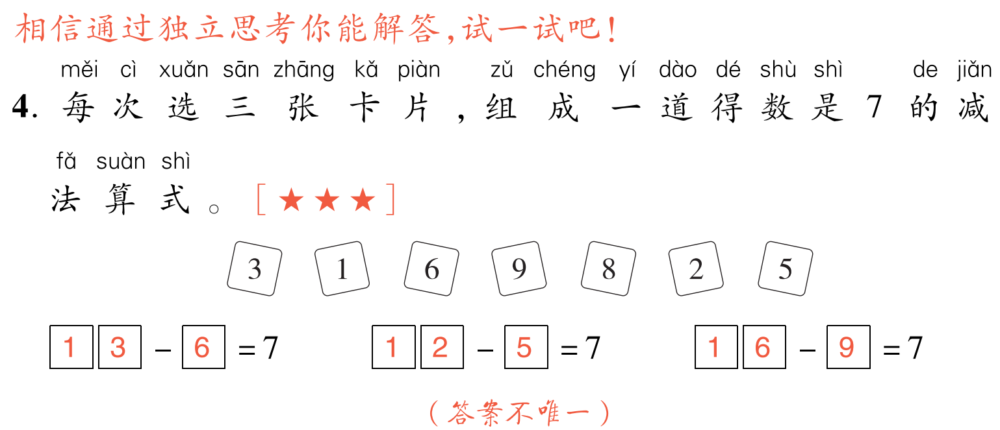 相信通过独立思考你能解答,试一试吧!
měi cì xuǎn sān zhāng kǎ piàn zǔ chéng yí dào dé shù shì de jiǎn
4. 每次选三张卡片,组成一道得数是7的减
fǎ suàn shì
法算式。[★★★]
3 1 6 9 8 2 5
13-6=7 12-5=7 16-9=7
(答案不唯一)